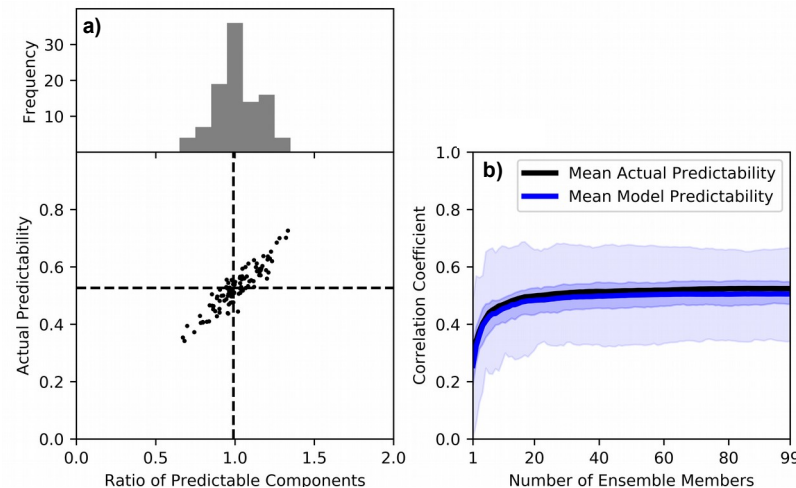 a)
Frequency
30
20
10
Actual Predictability
0.8
0.6
0.4
0.2
0.0
0.0 0.5 1.0 1.5 2.0
Ratio of Predictable Components
b)
Mean Actual Predictability
Mean Model Predictability
Correlation Coefficient
1.0
0.8
0.6
0.4
0.2
0.0
1 20 40 60 80 99
Number of Ensemble Members